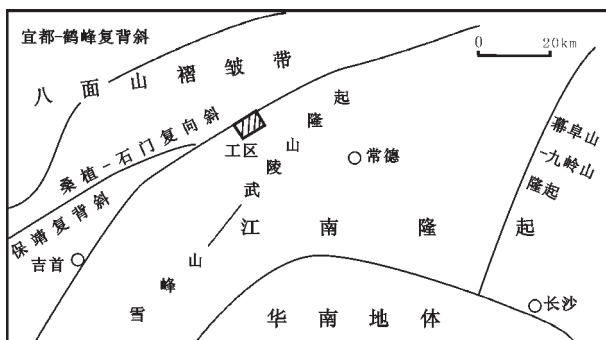 宜都-鹤峰复背斜
0 20km
八面山褶皱带
桑植-石门复向斜
保靖复背斜
吉首
工区
雪峰山
武陵山隆起
常德
江南隆起
幕阜山
-九岭山
隆起
华南地体
长沙